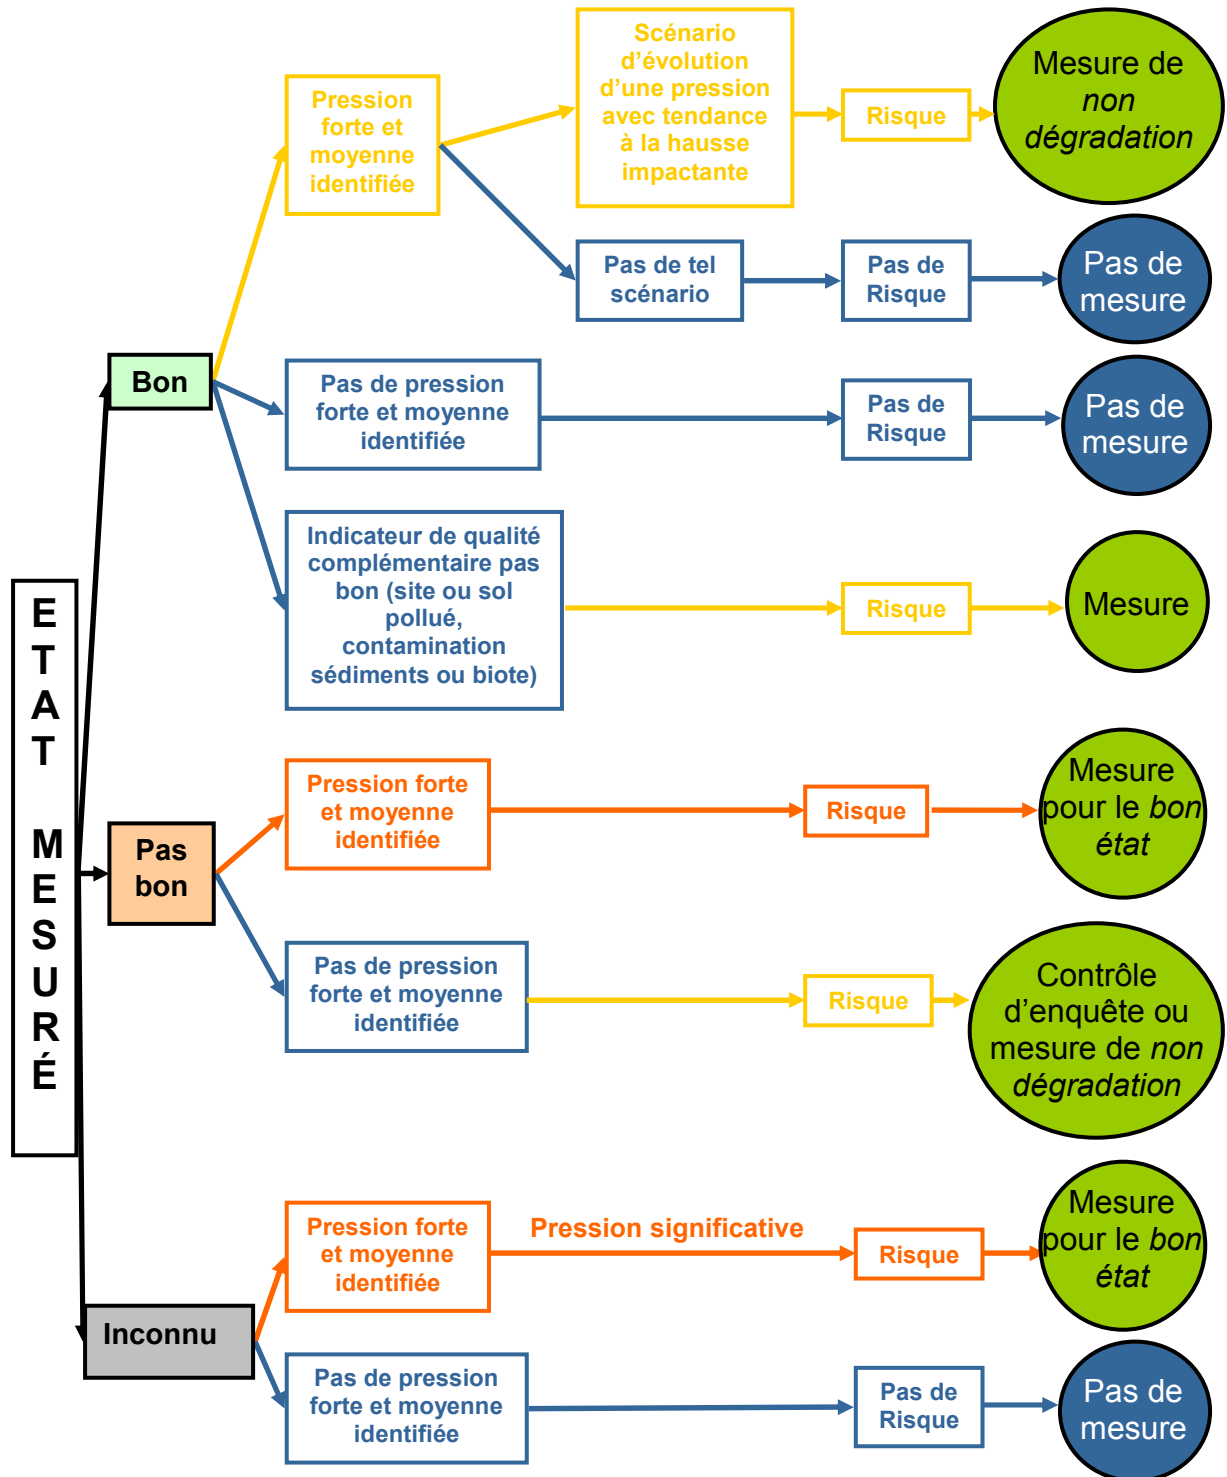 ETAT MESURÉ
Bon
Pression
forte et
moyenne
identifiée
Scénario
d'évolution
d'une pression
avec tendance
à la hausse
impactante
Risque
Mesure de
non
dégradation
Pas de tel
scénario
Pas de
Risque
Pas de
mesure
Pas de pression
forte et moyenne
identifiée
Pas de
Risque
Pas de
mesure
Indicateur de qualité
complémentaire pas
bon (site ou sol
pollué,
contamination
sédiments ou biote)
Risque
Mesure
Pas
bon
Pression forte
et moyenne
identifiée
Risque
Mesure
pour le bon
état
Pas de pression
forte et moyenne
identifiée
Risque
Contrôle
d'enquête ou
mesure de non
dégradation
Inconnu
Pression forte
et moyenne
identifiée
Pression significative
Risque
Mesure
pour le bon
état
Pas de pression
forte et moyenne
identifiée
Pas de
Risque
Pas de
mesure